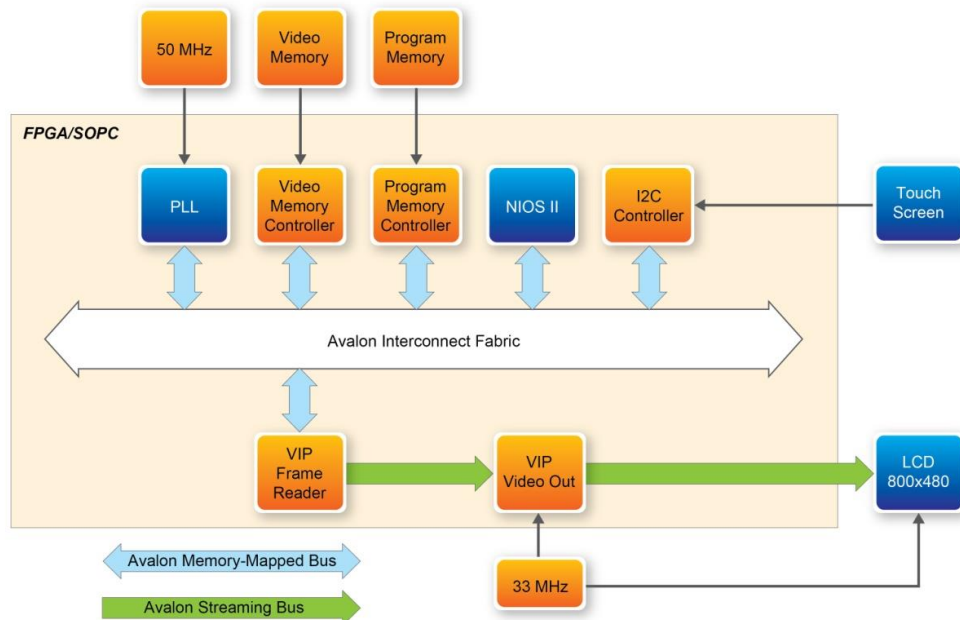 50 MHz
Video
Memory
Program
Memory
FPGA/SOPC
PLL
Video
Memory
Controller
Program
Memory
Controller
NIOS II
I2C
Controller
Touch
Screen
Avalon Interconnect Fabric
VIP
Frame
Reader
VIP
Video Out
LCD
800x480
Avalon Memory-Mapped Bus
33 MHz
Avalon Streaming Bus